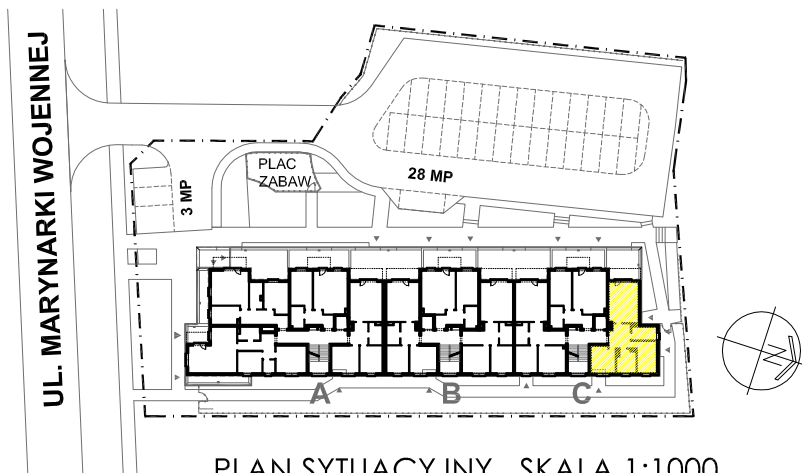 UL. MARYNARKI WOJENNEJ
PLAC
ZABAW
28 MP
3 MP
A B C
N
PLAN SYTUACYJNY SKALA 1:1000